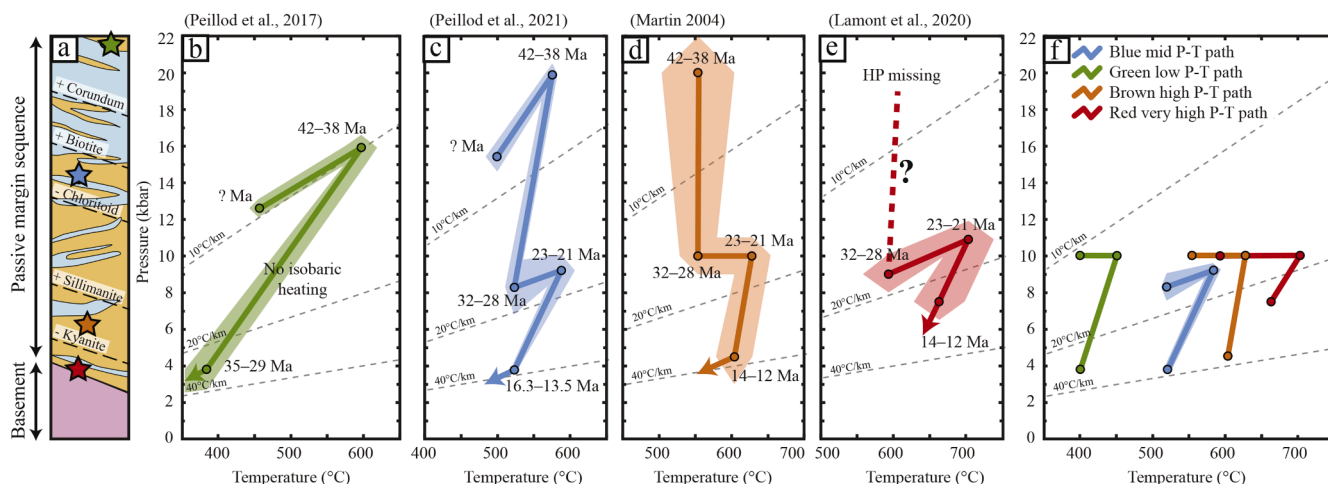 (Peillod et al., 2017)
(Peillod et al., 2021)
(Martin 2004)
(Lamont et al., 2020)
a
Passive margin sequence
Basement
+ Corundum
+ Biotite
- Chloritoid
+ Sillimanite
- Kyanite
b
Pressure (kbar)
22
20
18
16
14
12
10
8
6
4
2
0
42–38 Ma
? Ma
10°C/km
No isobaric
heating
20°C/km
35–29 Ma
40°C/km
400
500
600
Temperature (°C)
c
42–38 Ma
? Ma
10°C/km
23–21 Ma
32–28 Ma
20°C/km
40°C/km
16.3–13.5 Ma
400
500
600
Temperature (°C)
d
42–38 Ma
10°C/km
23–21 Ma
32–28 Ma
20°C/km
40°C/km
14–12 Ma
500
600
700
Temperature (°C)
e
HP missing
?
10°C/km
23–21 Ma
32–28 Ma
20°C/km
14–12 Ma
40°C/km
500
600
700
Temperature (°C)
f
Blue mid P-T path
Green low P-T path
Brown high P-T path
Red very high P-T path
22
20
18
16
14
12
10
8
6
4
2
0
10°C/km
20°C/km
40°C/km
400
500
600
700
Temperature (°C)